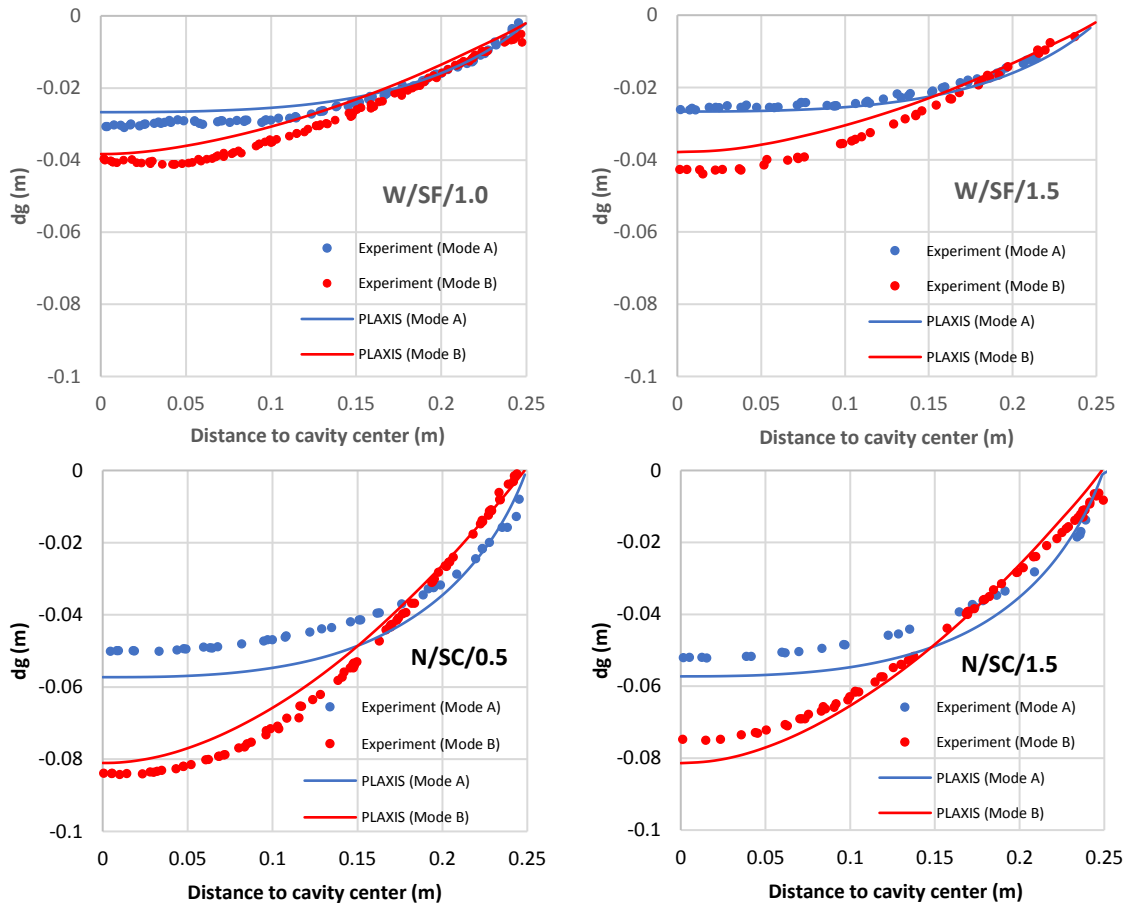 0
-0.02
-0.04
-0.06
-0.08
-0.1
dg (m)
W/SF/1.0
Experiment (Mode A)
Experiment (Mode B)
PLAXIS (Mode A)
PLAXIS (Mode B)
0 0.05 0.1 0.15 0.2 0.25
Distance to cavity center (m)
0
-0.02
-0.04
-0.06
-0.08
-0.1
dg (m)
W/SF/1.5
Experiment (Mode A)
Experiment (Mode B)
PLAXIS (Mode A)
PLAXIS (Mode B)
0 0.05 0.1 0.15 0.2 0.25
Distance to cavity center (m)
0
-0.02
-0.04
-0.06
-0.08
-0.1
dg (m)
N/SC/0.5
Experiment (Mode A)
Experiment (Mode B)
PLAXIS (Mode A)
PLAXIS (Mode B)
0 0.05 0.1 0.15 0.2 0.25
Distance to cavity center (m)
0
-0.02
-0.04
-0.06
-0.08
-0.1
dg (m)
N/SC/1.5
Experiment (Mode A)
Experiment (Mode B)
PLAXIS (Mode A)
PLAXIS (Mode B)
0 0.05 0.1 0.15 0.2 0.25
Distance to cavity center (m)